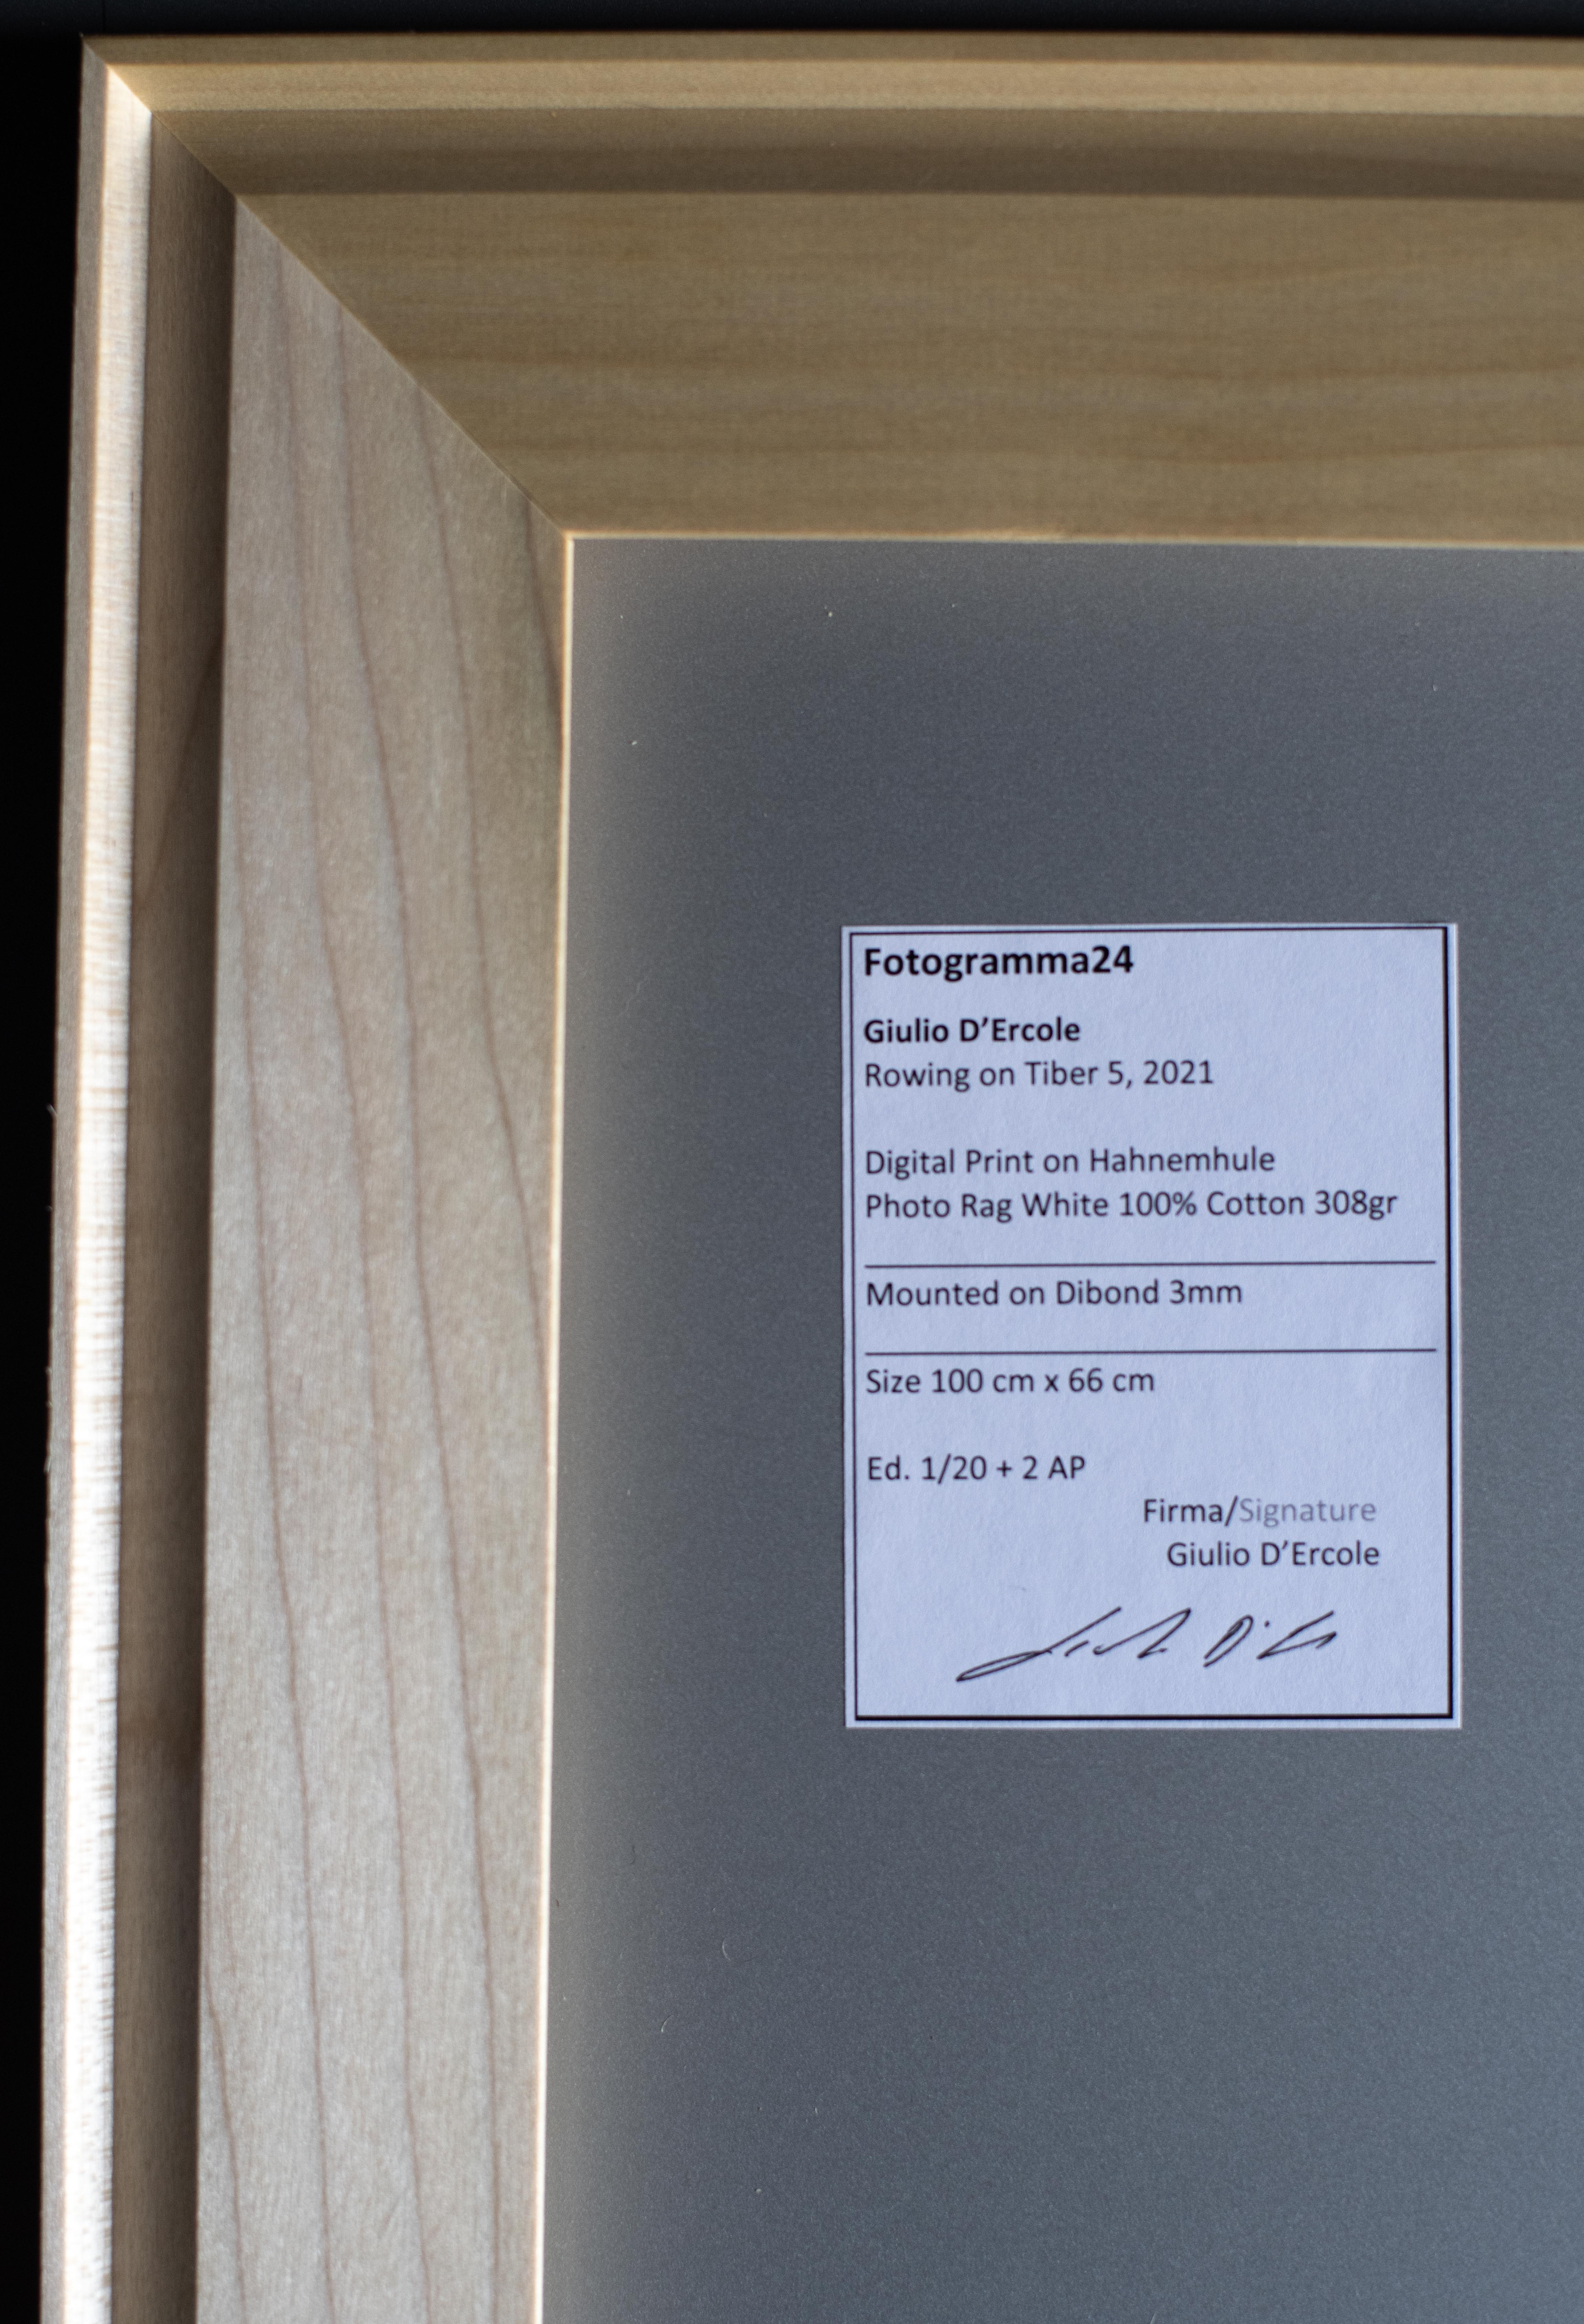 Fotogramma24
Giulio D’Ercole
Rowing on Tiber 5, 2021
Digital Print on Hahnemhule
Photo Rag White 100% Cotton 308gr
Mounted on Dibond 3mm
Size 100 cm x 66 cm
Ed. 1/20 + 2 AP
Firma/Signature
Giulio D’Ercole